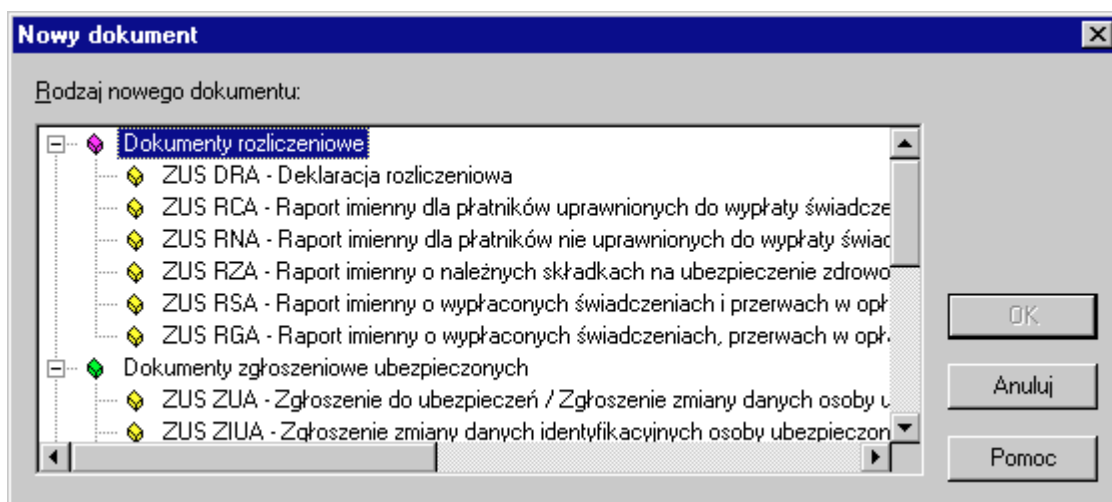 Nowy dokument
Rodzaj nowego dokumentu:
Dokumenty rozliczeniowe
ZUS DRA - Deklaracja rozliczeniowa
ZUS RCA - Raport imienny dla płatników uprawnionych do wypłaty świadcze
ZUS RNA - Raport imienny dla płatników nie uprawnionych do wypłaty świad
ZUS RZA - Raport imienny o należnych składkach na ubezpieczenie zdrowo
ZUS RSA - Raport imienny o wypłaconych świadczeniach i przerwach w opł
ZUS RGA - Raport imienny o wypłaconych świadczeniach, przerwach w opł
OK
Dokumenty zgłoszeniowe ubezpieczonych
Anuluj
ZUS ZUA - Zgłoszenie do ubezpieczeń / Zgłoszenie zmiany danych osoby u
ZUS ZIUA - Zgłoszenie zmiany danych identyfikacyjnych osoby ubezpieczon
Pomoc